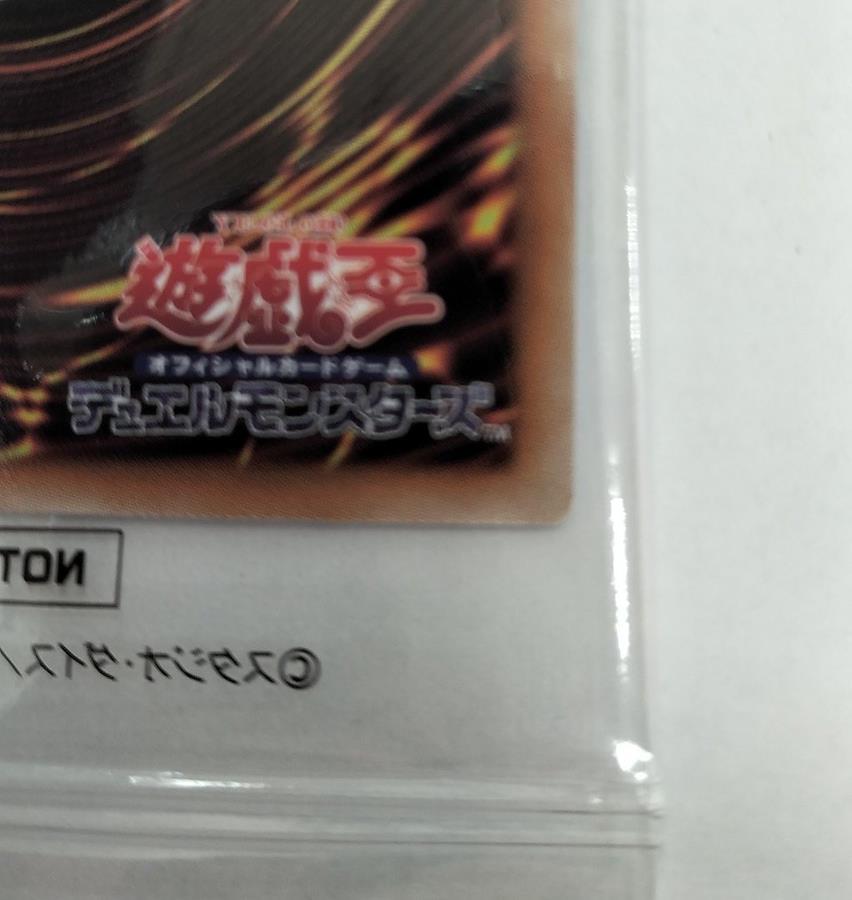 YU-GI-OH!
遊戯王
オフィシャルカードゲーム
デュエルモンスターズ
TM
NOT
©スタジオ・ダイス/